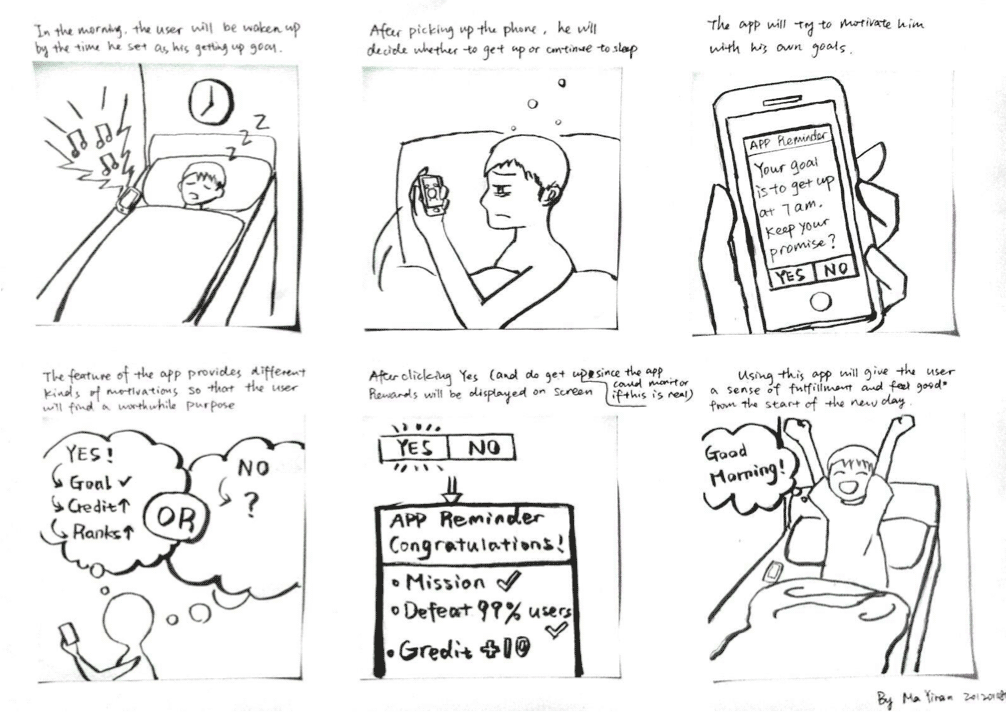 In the morning, the user will be waken up
by the time he set as his getting up goal.
z z z
After picking up the phone, he will
decide whether to get up or continue to sleep
The app will try to motivate him
with his own goals.
APP Reminder
Your goal
is to get up
at 7am.
Keep your
promise?
YES NO
The feature of the app provides different
kinds of motivations so that the user
will find a worthwhile purpose
YES!
Goal ✓
Credit↑
Ranks↑
OR
NO
?
After clicking Yes (and do get up since the app
could monitor
if this is real)
Rewards will be displayed on screen
YES NO
APP Reminder
Congratulations!
• Mission ✓
• Defeat 99% users ✓
• Gredit +10
Using this app will give the user
a sense of fulfillment and feel good
from the start of the new day.
Good
Morning!
By Ma Yiran